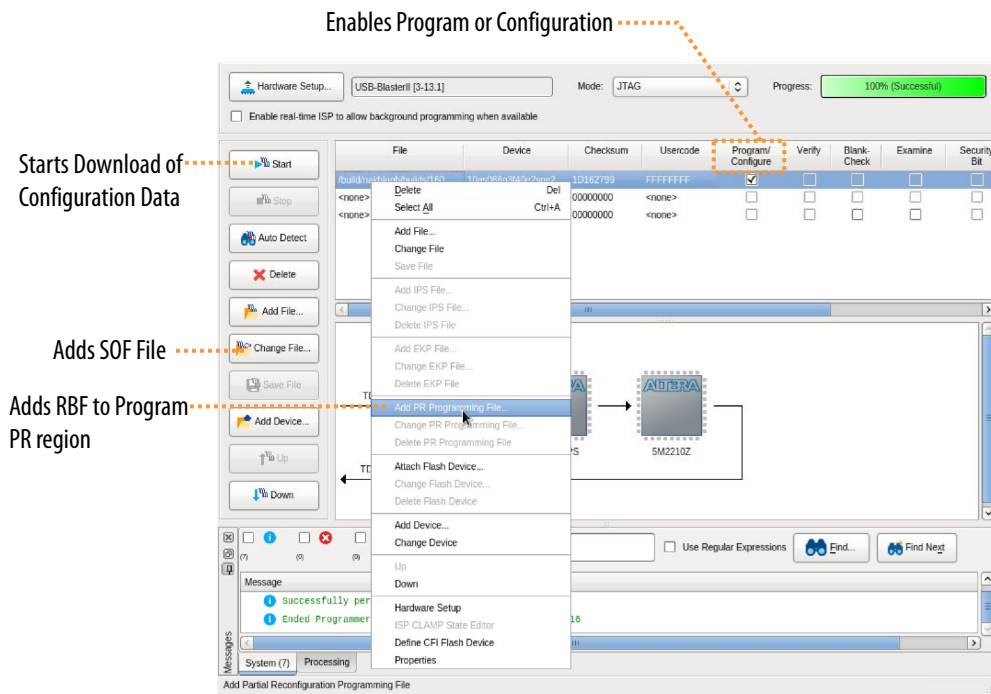 Enables Program or Configuration
Hardware Setup...
USB-BlasterII [3-13.1]
Mode: JTAG
Progress: 100% (Successful)
Enable real-time ISP to allow background programming when available
Starts Download of
Configuration Data
Start
Stop
Auto Detect
Delete
Add File...
Change File...
Save File
Add Device...
Up
Down
Adds SOF File
Adds RBF to Program
PR region
File Device Checksum Usercode Program/ Verify Blank- Examine Security
Configure Check Bit
1D162799 FFFFFFFF
<none> 00000000 <none>
<none> 00000000 <none>
Delete Del
Select All Ctrl+A
Add File...
Change File
Save File
Add IPS File...
Change IPS File...
Delete IPS File
Add EKP File...
Change EKP File...
Delete EKP File
Add PR Programming File...
Change PR Programming File...
Delete PR Programming File
Attach Flash Device...
Change Flash Device...
Delete Flash Device
Add Device...
Change Device
Up
Down
Hardware Setup
ISP CLAMP State Editor
Define CFI Flash Device
Properties
ALTERA
5M2210Z
(7) (0) (9)
Use Regular Expressions
Find...
Find Next
Message
Successfully per
Ended Programmer 16
Messages
System (7) Processing
Add Partial Reconfiguration Programming File